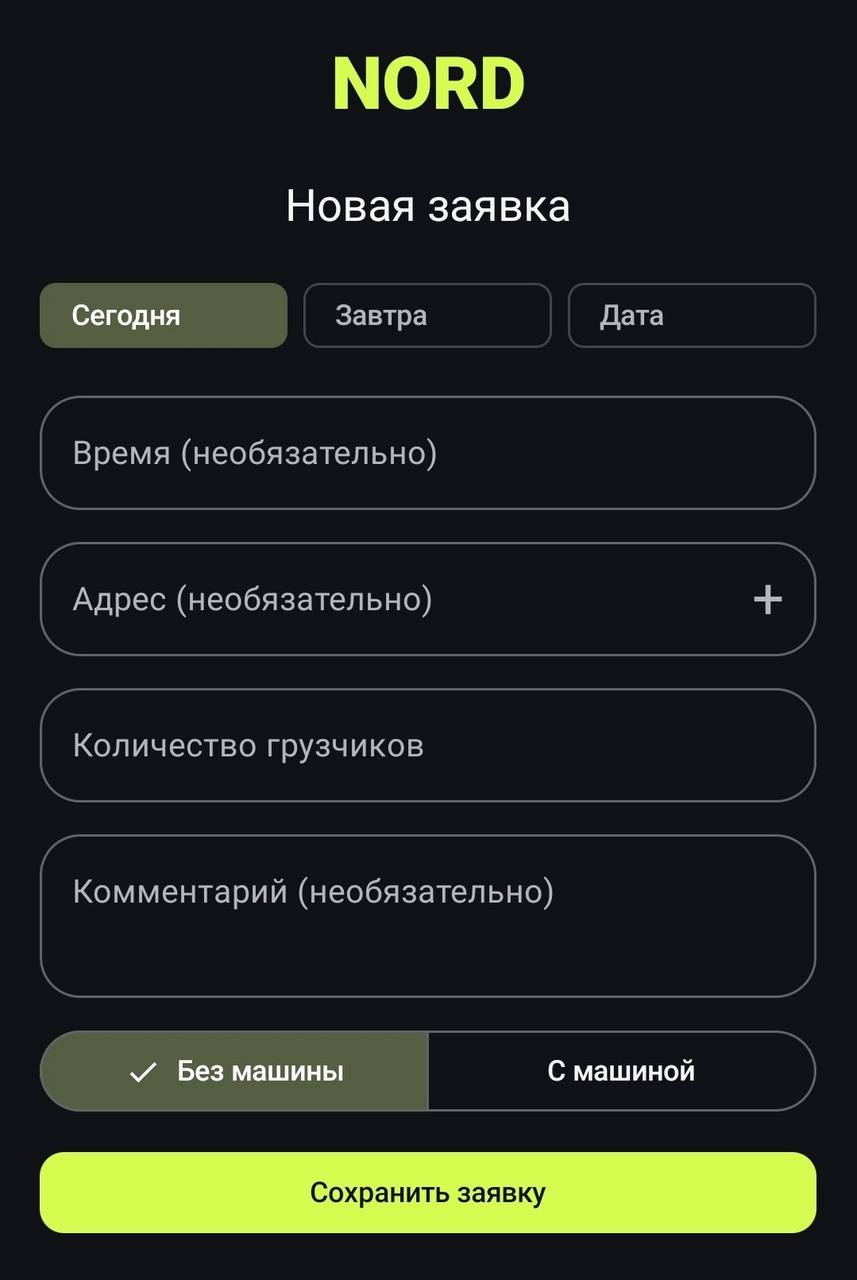 NORD
Новая заявка
Сегодня
Завтра
Дата
Время (необязательно)
Адрес (необязательно)
Количество грузчиков
Комментарий (необязательно)
Без машины
С машиной
Сохранить заявку